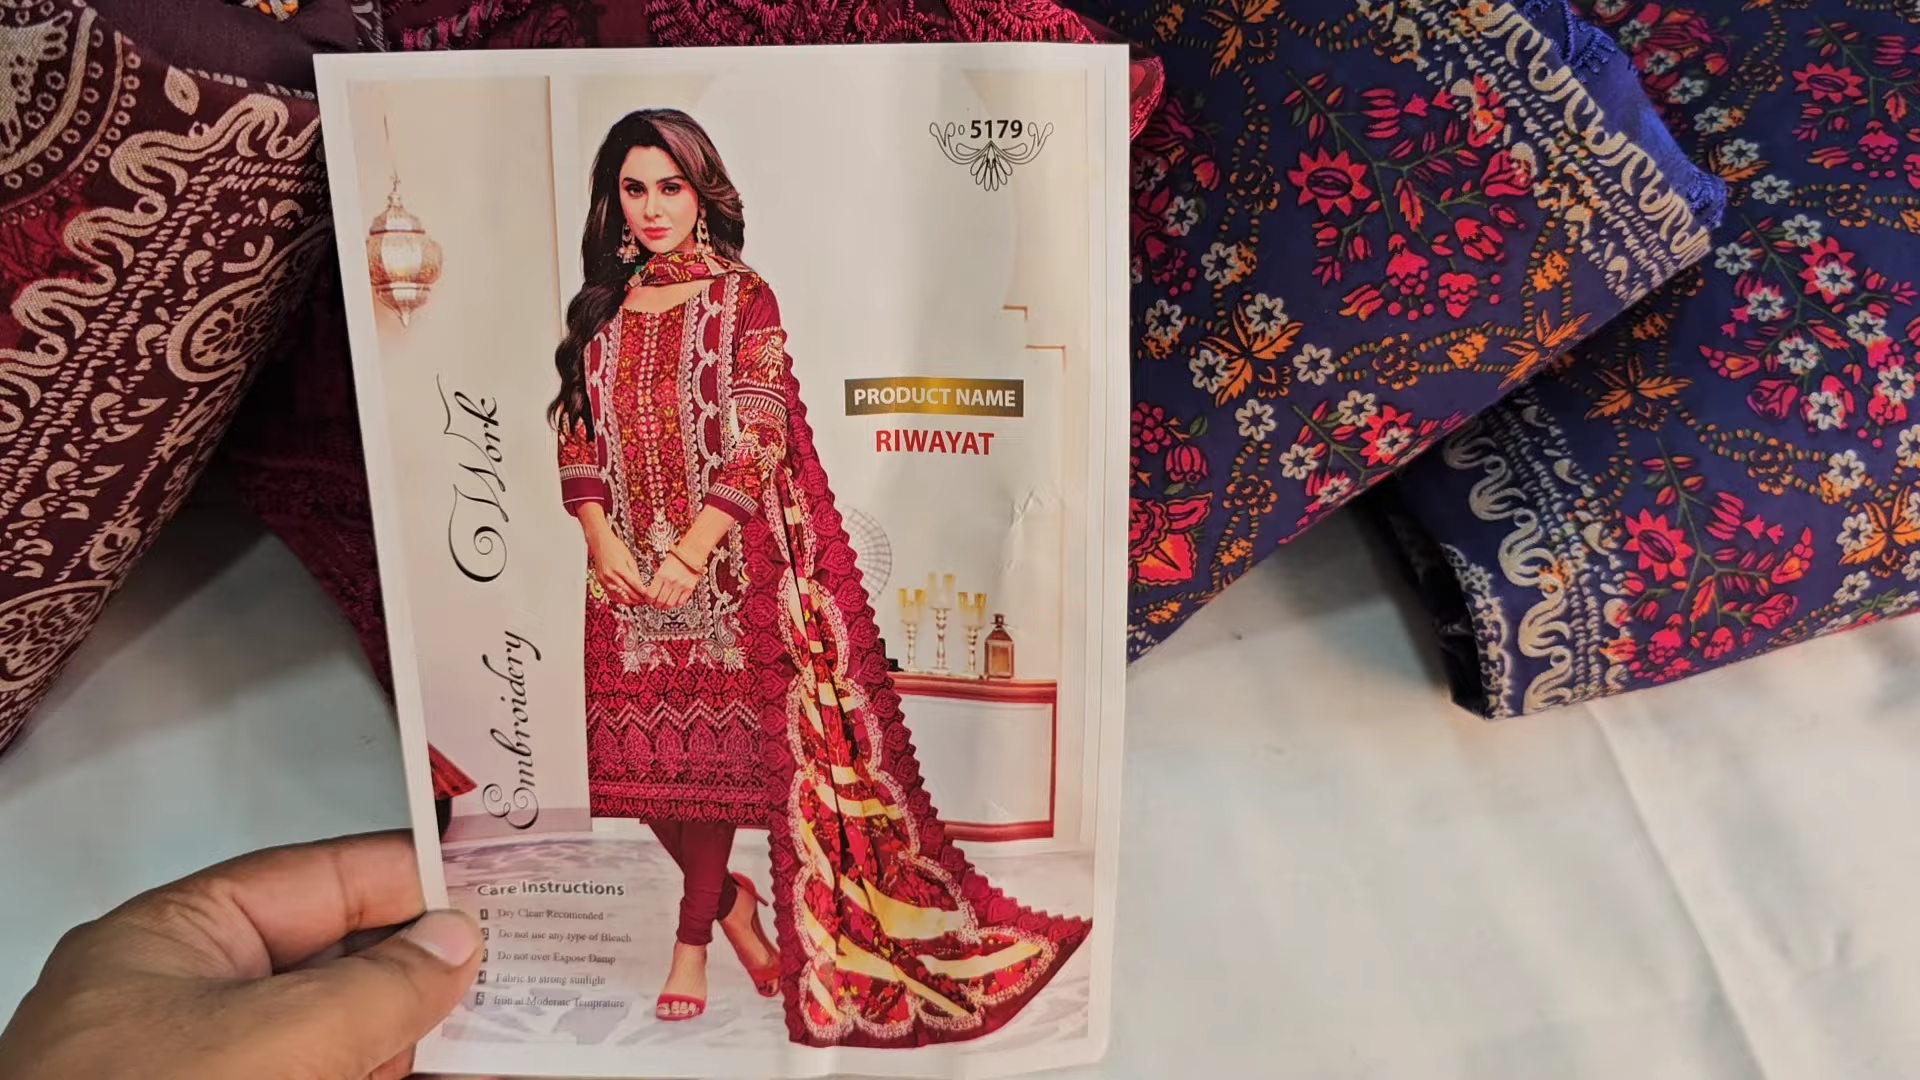 5179
PRODUCT NAME
RIWAYAT
Embroidery Work
Care Instructions
1 Dry Clean Recomended
2 Do not use any type of Bleach
3 Do not over Expose Damp
4 Fabric to strong sunlight
5 Iron at Moderate Temprature